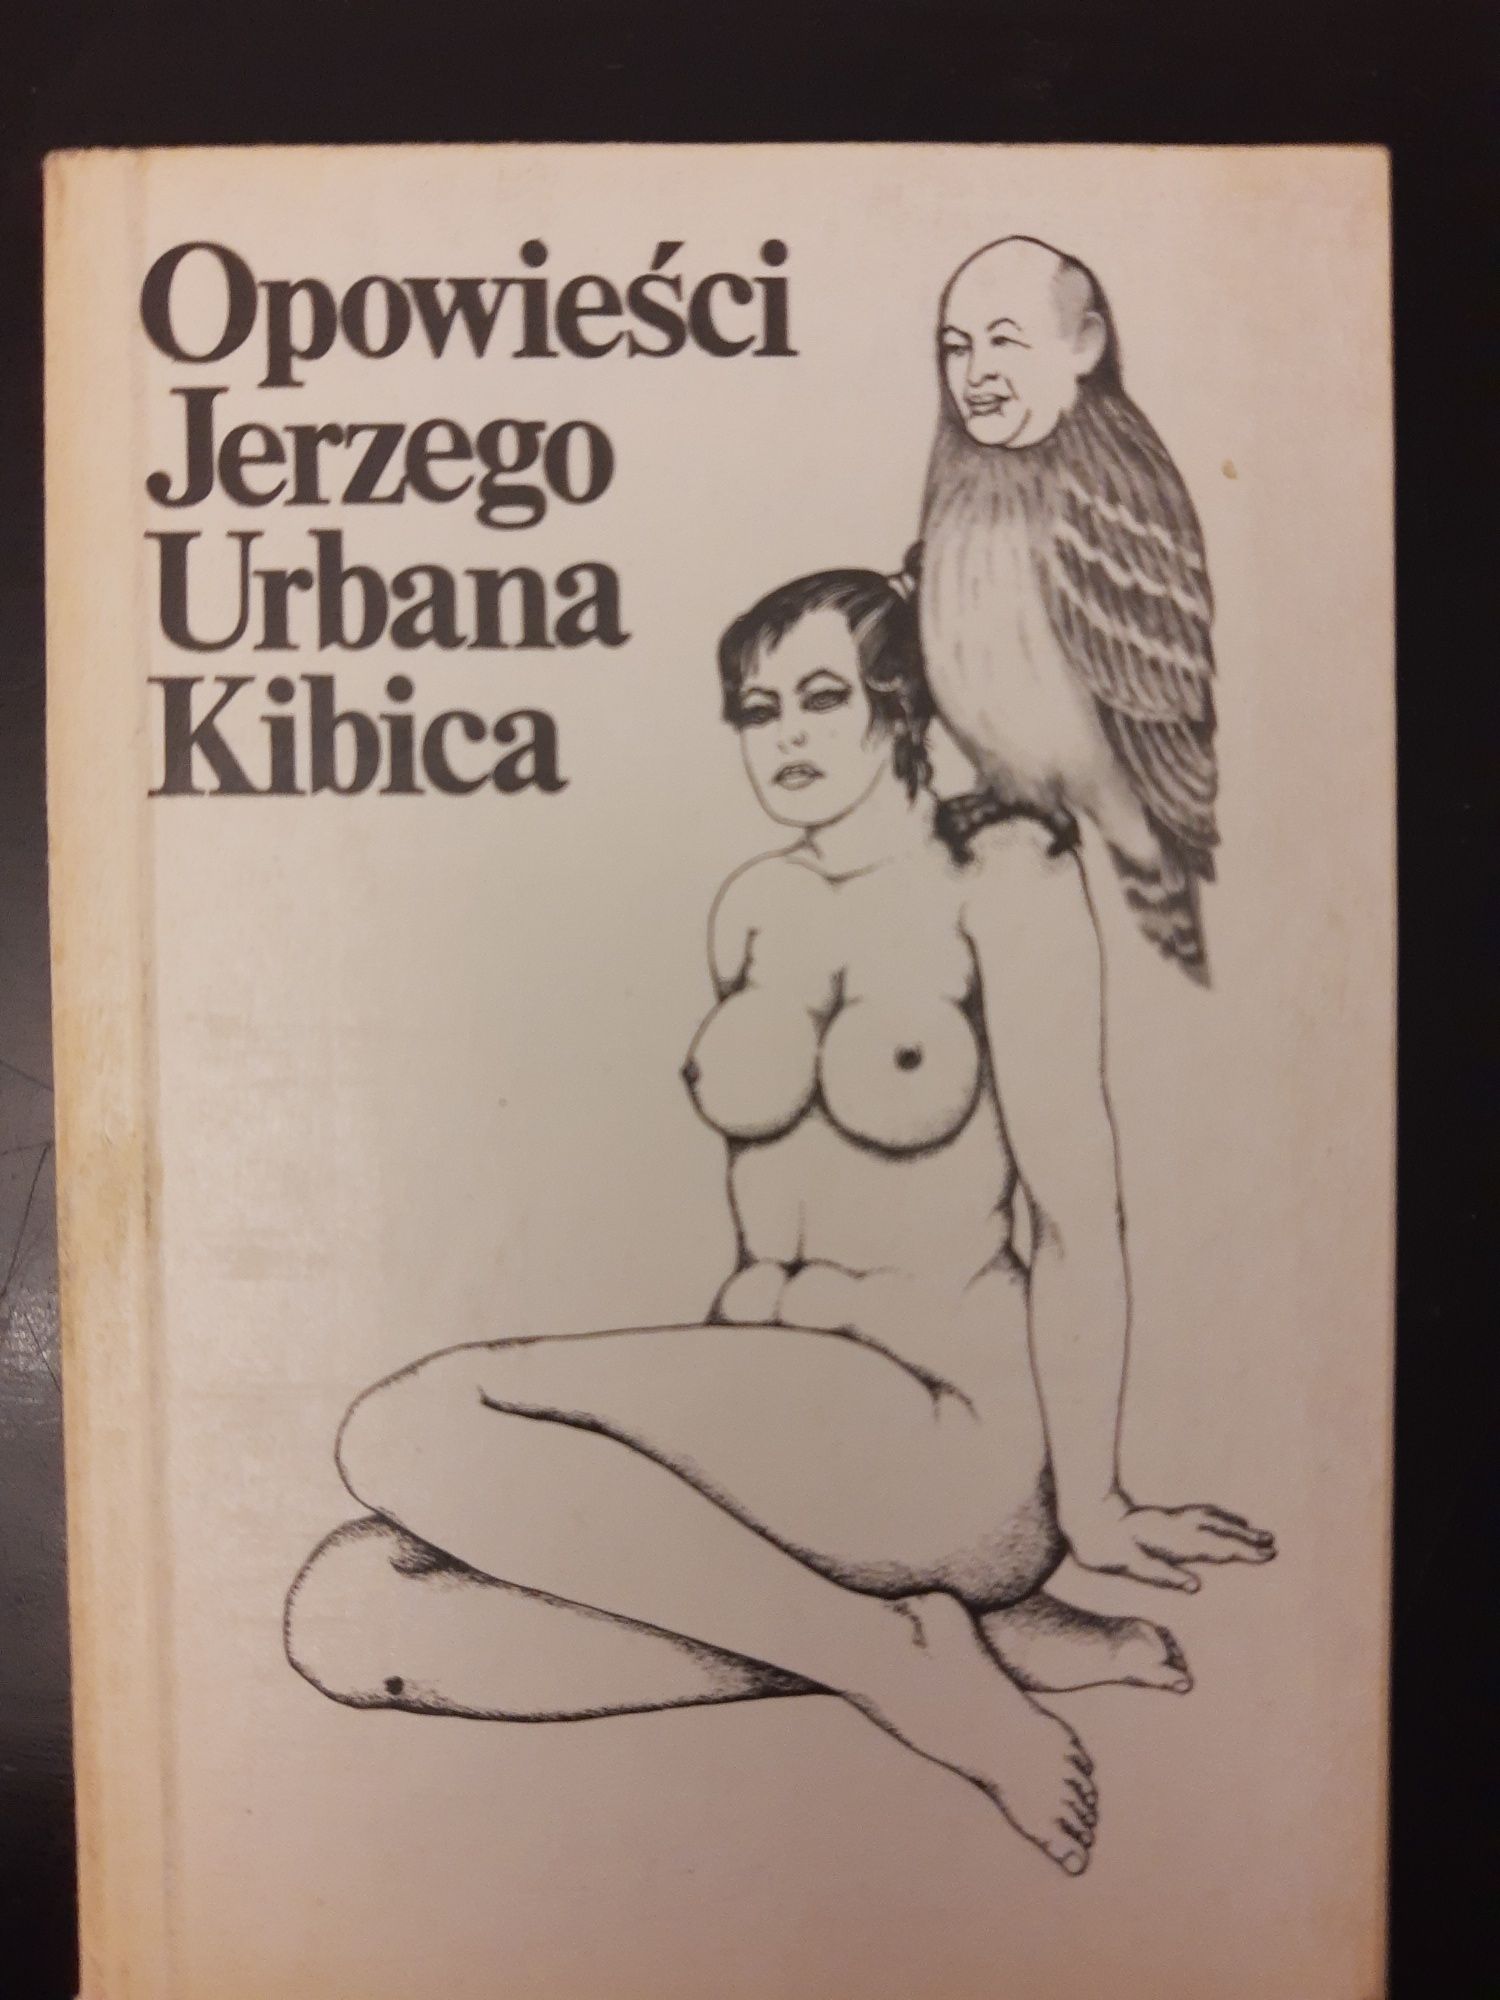 Opowieści
Jerzego
Urbana
Kibica